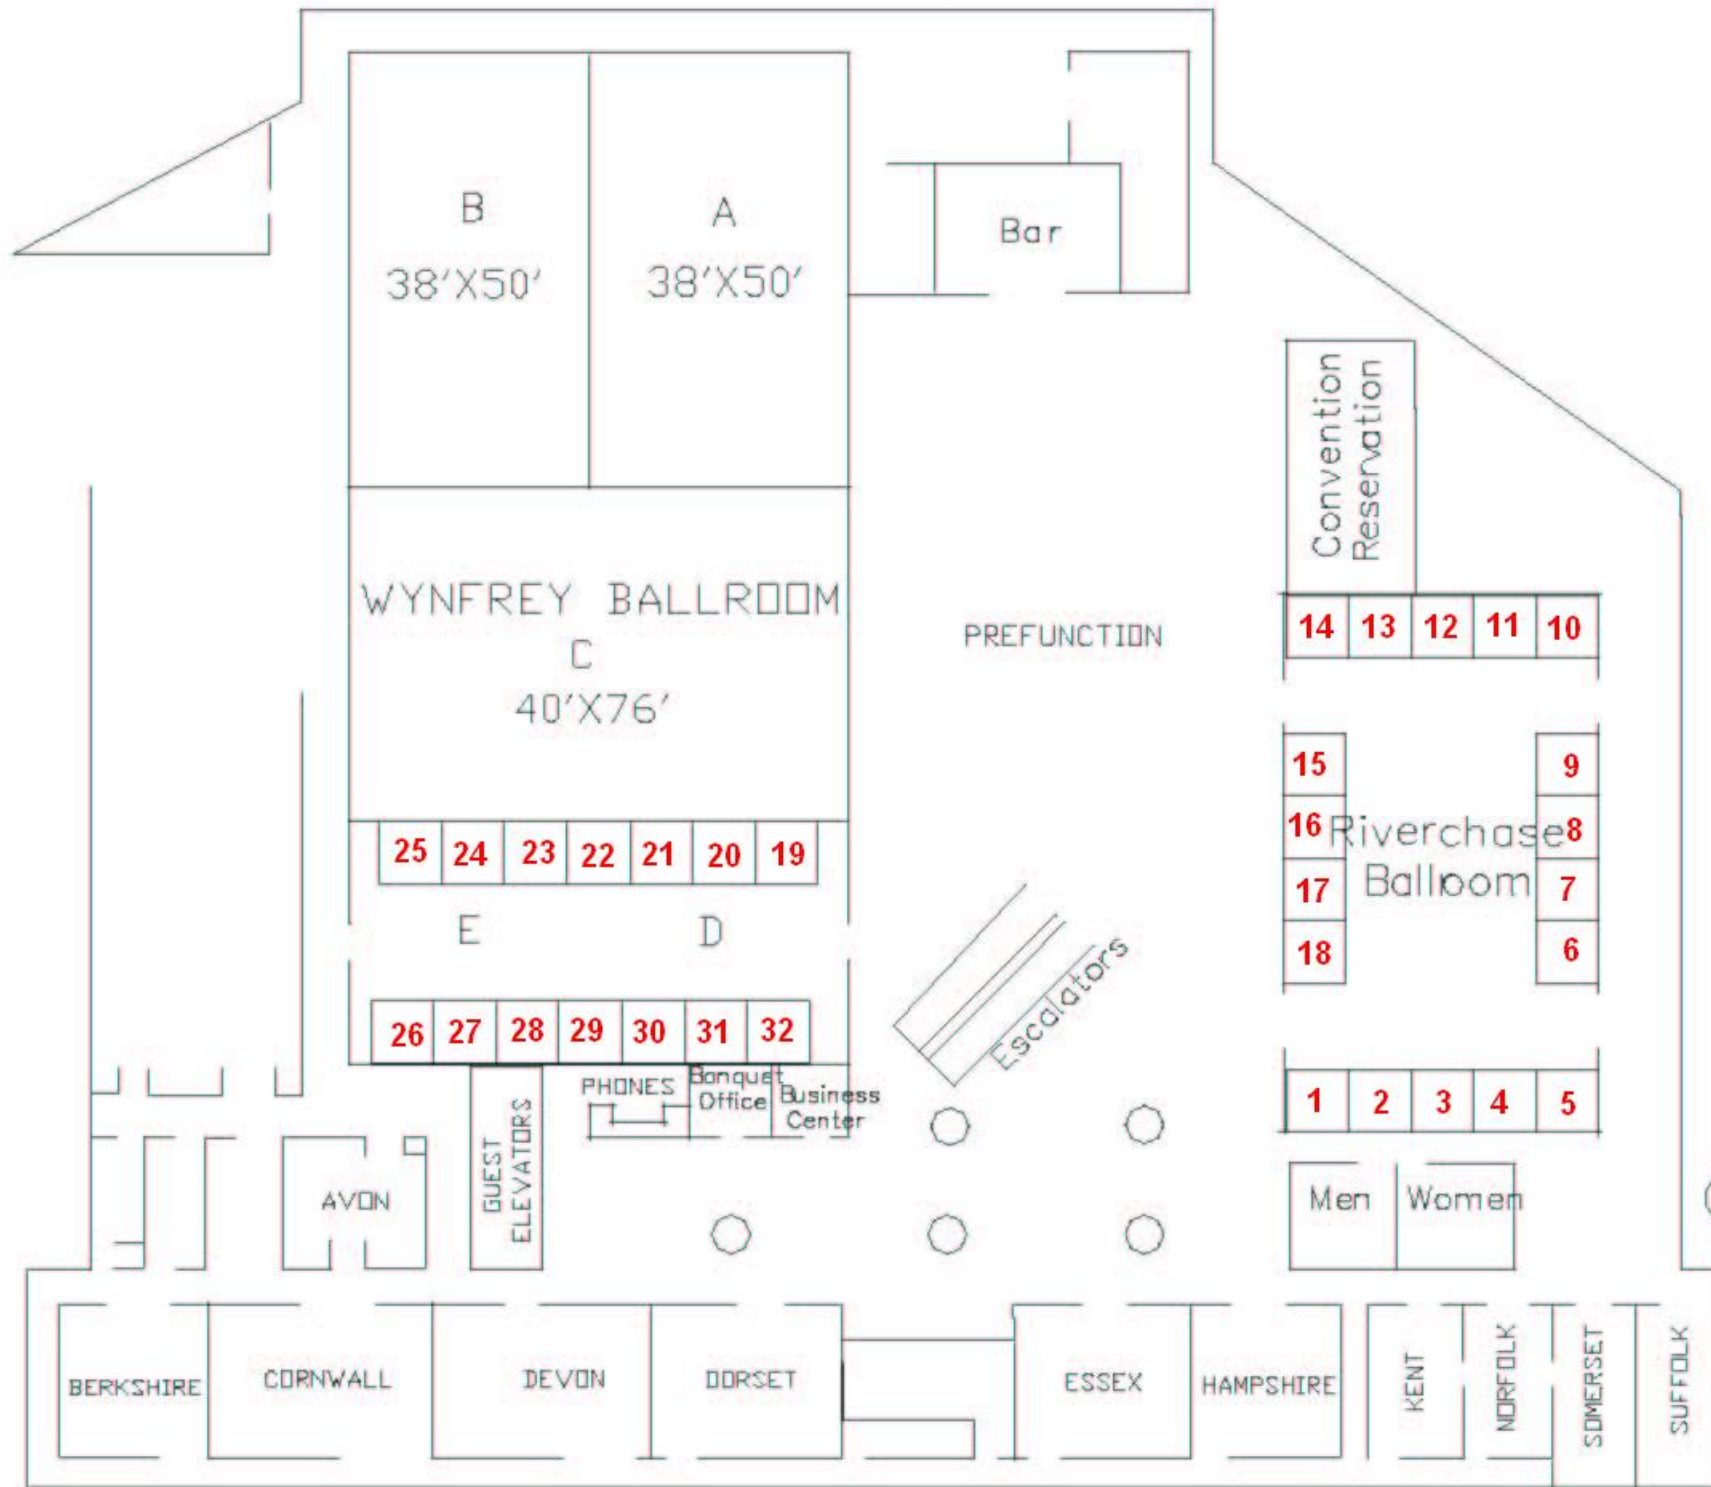 B
38'X50'
A
38'X50'
Bar
Convention
Reservation
WYNFREY BALLROOM
C
40'X76'
PREFUNCTION
14 13 12 11 10
15
16
17
18
9
8
7
6
Riverchase
Ballroom
25 24 23 22 21 20 19
E
D
Escalators
26 27 28 29 30 31 32
1 2 3 4 5
PHONES
Banquet
Office
Business
Center
GUEST
ELEVATORS
AVON
Men
Women
BERKSHIRE
CORNWALL
DEVON
DORSET
ESSEX
HAMPSHIRE
KENT
NORFOLK
SOMERSET
SUFFOLK